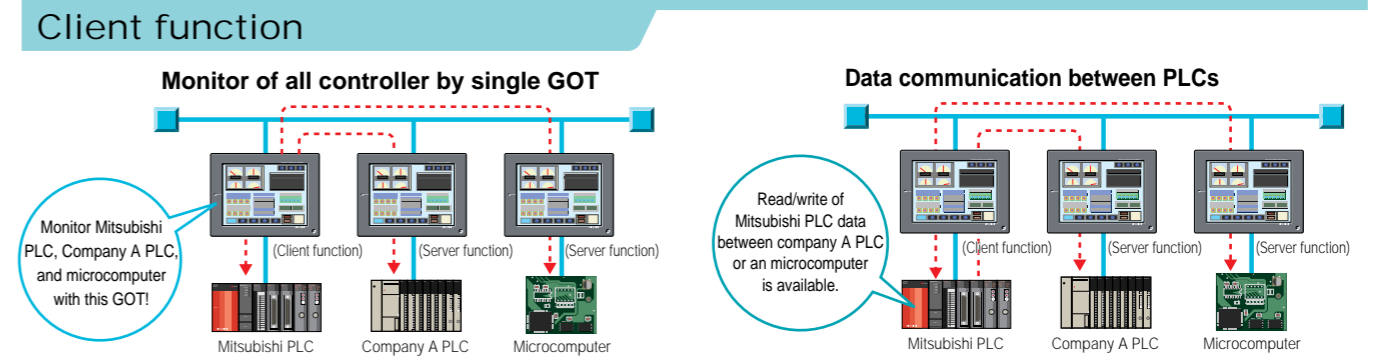 Client function
Monitor of all controller by single GOT
Monitor Mitsubishi
PLC, Company A PLC,
and microcomputer
with this GOT!
(Client function)
(Server function)
(Server function)
Mitsubishi PLC
Company A PLC
Microcomputer
Data communication between PLCs
Read/write of
Mitsubishi PLC data
between company A PLC
or an microcomputer
is available.
(Client function)
(Server function)
(Server function)
Mitsubishi PLC
Company A PLC
Microcomputer